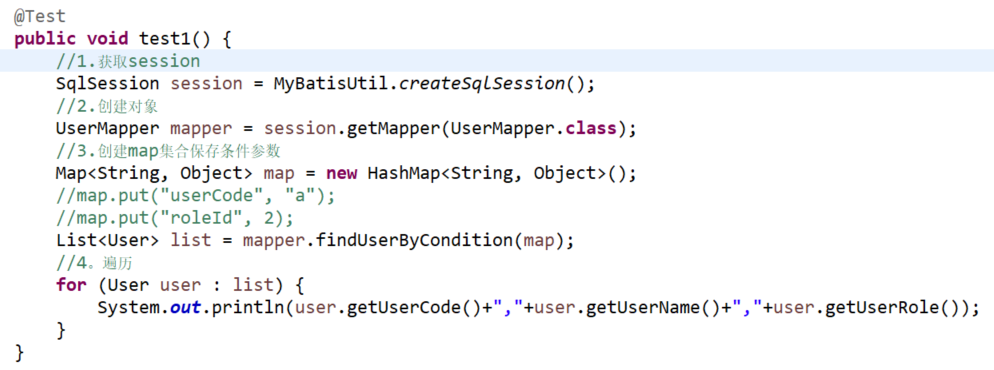 @Test
public void test1() {
    //1.获取session
    SqlSession session = MyBatisUtil.createSqlSession();
    //2.创建对象
    UserMapper mapper = session.getMapper(UserMapper.class);
    //3.创建map集合保存条件参数
    Map<String, Object> map = new HashMap<String, Object>();
    //map.put("userCode", "a");
    //map.put("roleId", 2);
    List<User> list = mapper.findUserByCondition(map);
    //4。遍历
    for (User user : list) {
        System.out.println(user.getUserCode()+","+user.getUserName()+","+user.getUserRole());
    }
}